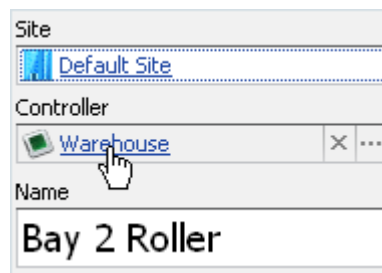 Site
Default Site
Controller
Warehouse
Name
Bay 2 Roller